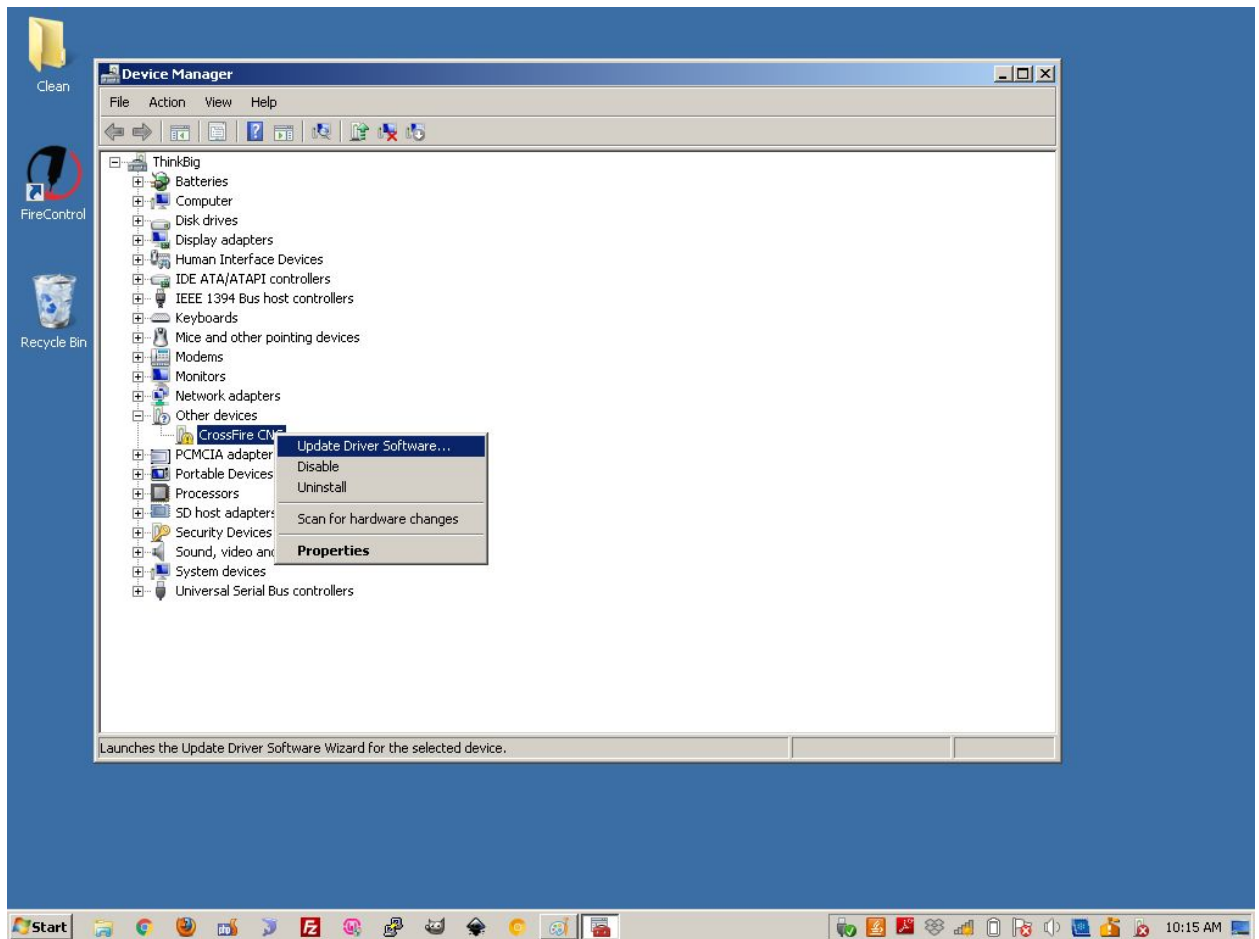 Clean
FireControl
Recycle Bin
Device Manager
File Action View Help
ThinkBig
Batteries
Computer
Disk drives
Display adapters
Human Interface Devices
IDE ATA/ATAPI controllers
IEEE 1394 Bus host controllers
Keyboards
Mice and other pointing devices
Modems
Monitors
Network adapters
Other devices
CrossFire
PCMCIA adapter
Portable Devices
Processors
SD host adapters
Security Devices
Sound, video
System devices
Universal Serial Bus controllers
Update Driver Software...
Disable
Uninstall
Scan for hardware changes
Properties
Launches the Update Driver Software Wizard for the selected device.
Start
10:15 AM